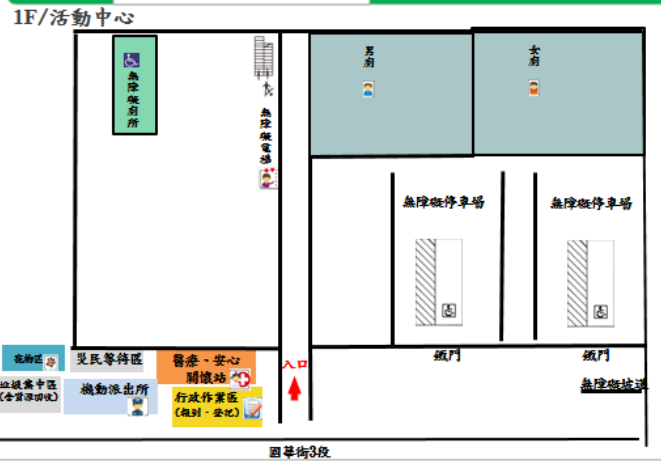 1F/活動中心
無障礙廁所
無障礙電梯
男廁
女廁
無障礙停車場
無障礙停車場
寵物區
災民等待區
醫療、安心
關懷站
入口
鐵門
鐵門
垃圾集中區
(含資源回收)
機動派出所
行政作業區
(報到、登記)
無障礙坡道
國華街3段